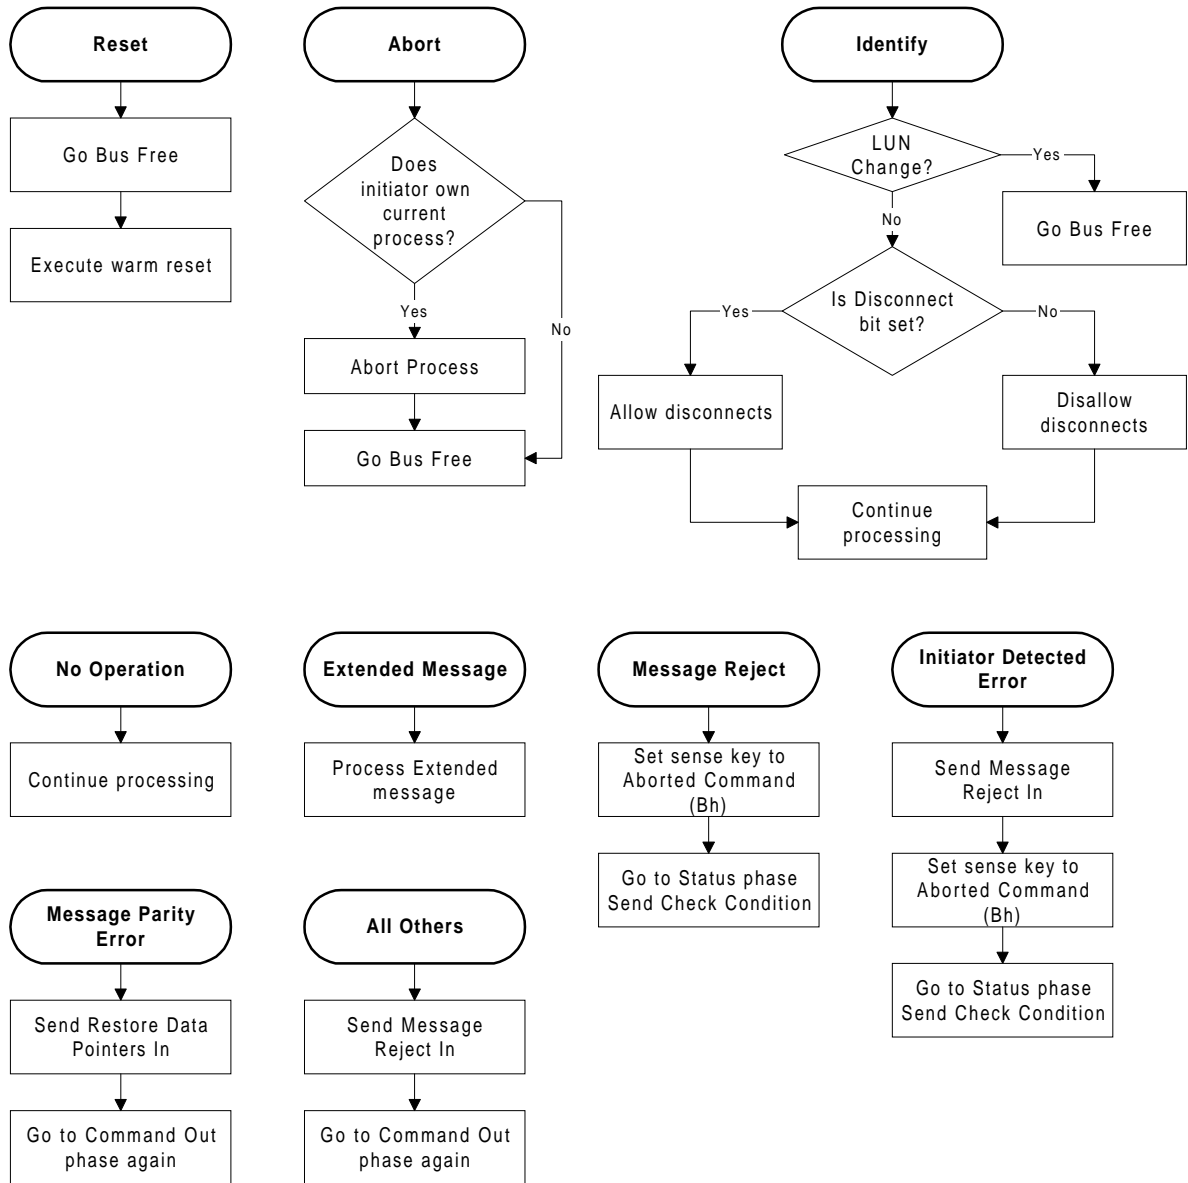 Reset
Go Bus Free
Execute warm reset
Abort
Does
initiator own
current
process?
Yes
No
Abort Process
Go Bus Free
Identify
LUN
Change?
Yes
Go Bus Free
No
Is Disconnect
bit set?
Yes
No
Allow disconnects
Disallow
disconnects
Continue
processing
No Operation
Continue processing
Extended Message
Process Extended
message
Message Reject
Set sense key to
Aborted Command
(Bh)
Go to Status phase
Send Check Condition
Initiator Detected
Error
Send Message
Reject In
Set sense key to
Aborted Command
(Bh)
Go to Status phase
Send Check Condition
Message Parity
Error
Send Restore Data
Pointers In
Go to Command Out
phase again
All Others
Send Message
Reject In
Go to Command Out
phase again